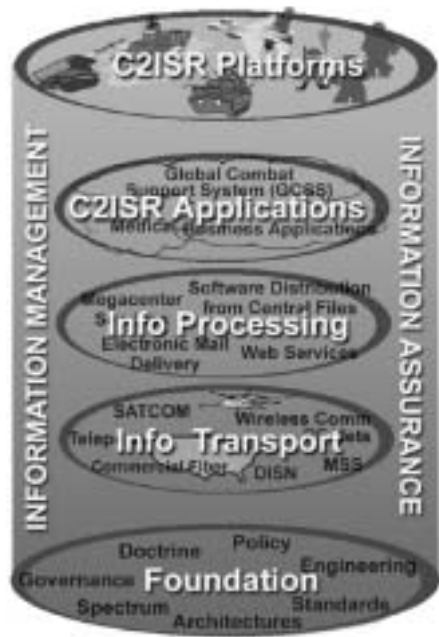 C2ISR Platforms
INFORMATION MANAGEMENT
INFORMATION ASSURANCE
Global Combat
Support System (GCSS)
C2ISR Applications
Medical
Business Applications
Megacenter
Software Distribution
from Central Files
Info Processing
Electronic Mail
Delivery
Web Services
SATCOM
Wireless Comm
Info Transport
Commercial Fiber
DISN
MSS
Doctrine
Policy
Engineering
Governance
Foundation
Spectrum
Standards
Architectures